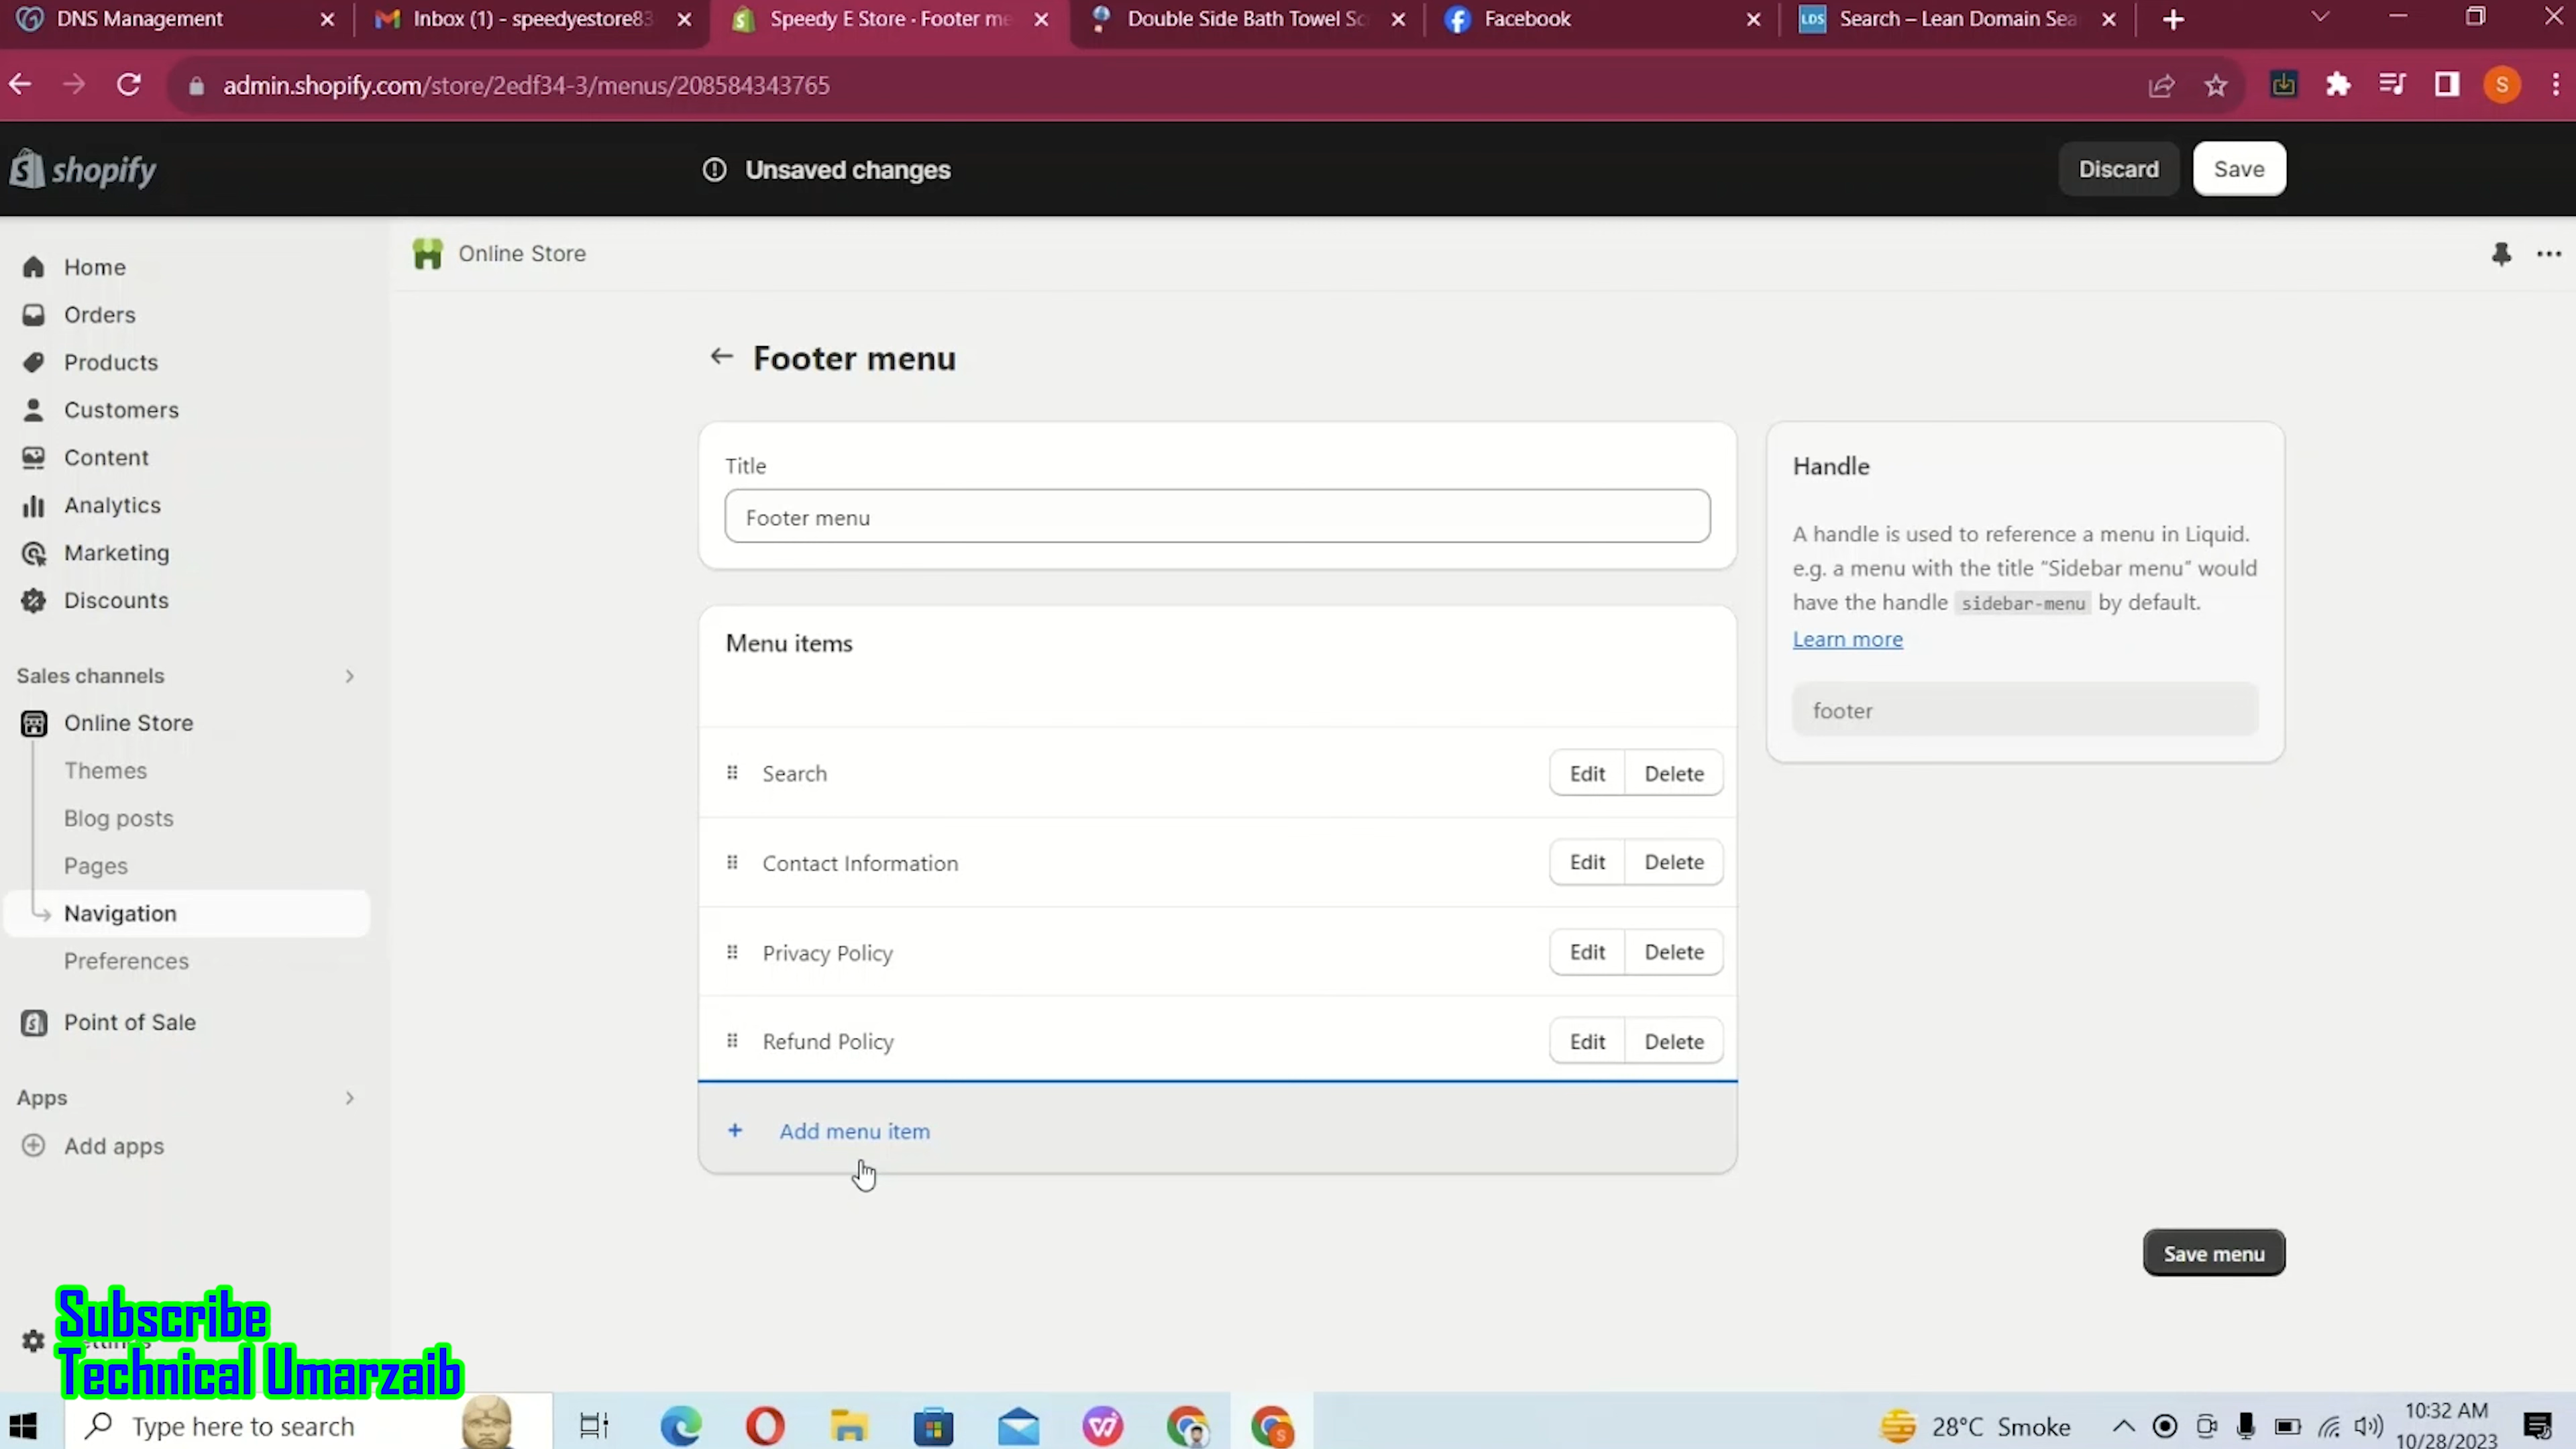 DNS Management
Inbox (1) - speedyestore83
Speedy E Store · Footer me
Double Side Bath Towel Sc
Facebook
Search – Lean Domain Sea
admin.shopify.com/store/2edf34-3/menus/208584343765
S
shopify
Unsaved changes
Discard
Save
Home
Orders
Products
Customers
Content
Analytics
Marketing
Discounts
Sales channels
Online Store
Themes
Blog posts
Pages
Navigation
Preferences
Point of Sale
Apps
Add apps
Online Store
Footer menu
Title
Footer menu
Menu items
Search
Edit
Delete
Contact Information
Edit
Delete
Privacy Policy
Edit
Delete
Refund Policy
Edit
Delete
Add menu item
Handle
A handle is used to reference a menu in Liquid.
e.g. a menu with the title “Sidebar menu” would
have the handle sidebar-menu by default.
Learn more
footer
Save menu
Subscribe
Technical Umarzaib
Type here to search
28°C Smoke
10:32 AM
10/28/2023